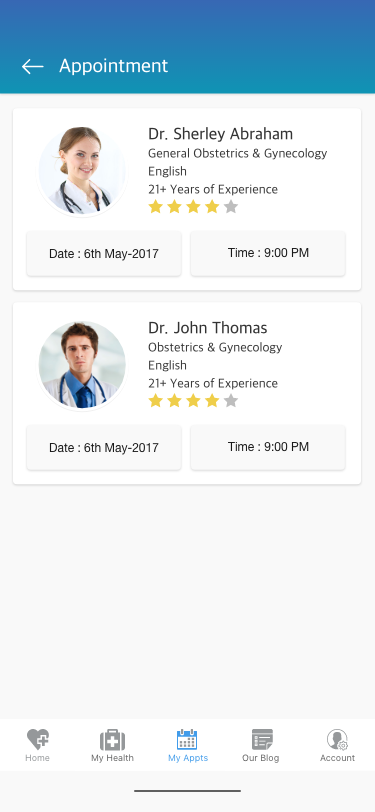 Appointment
Dr. Sherley Abraham
General Obstetrics & Gynecology
English
21+ Years of Experience
Date : 6th May-2017
Time : 9:00 PM
Dr. John Thomas
Obstetrics & Gynecology
English
21+ Years of Experience
Date : 6th May-2017
Time : 9:00 PM
Home
My Health
My Appts
Our Blog
Account